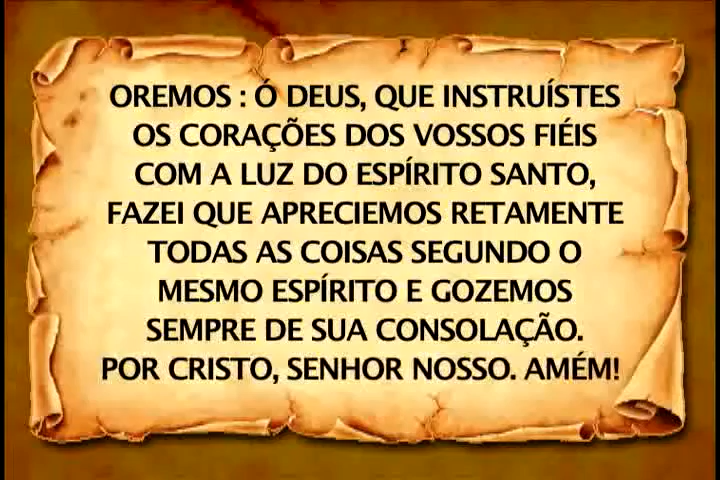 OREMOS : Ó DEUS, QUE INSTRUÍSTES
OS CORAÇÕES DOS VOSSOS FIÉIS
COM A LUZ DO ESPÍRITO SANTO,
FAZEI QUE APRECIEMOS RETAMENTE
TODAS AS COISAS SEGUNDO O
MESMO ESPÍRITO E GOZEMOS
SEMPRE DE SUA CONSOLAÇÃO.
POR CRISTO, SENHOR NOSSO. AMÉM!